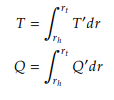 T = ∫_{r_h}^{r_t} T′dr
Q = ∫_{r_h}^{r_t} Q′dr